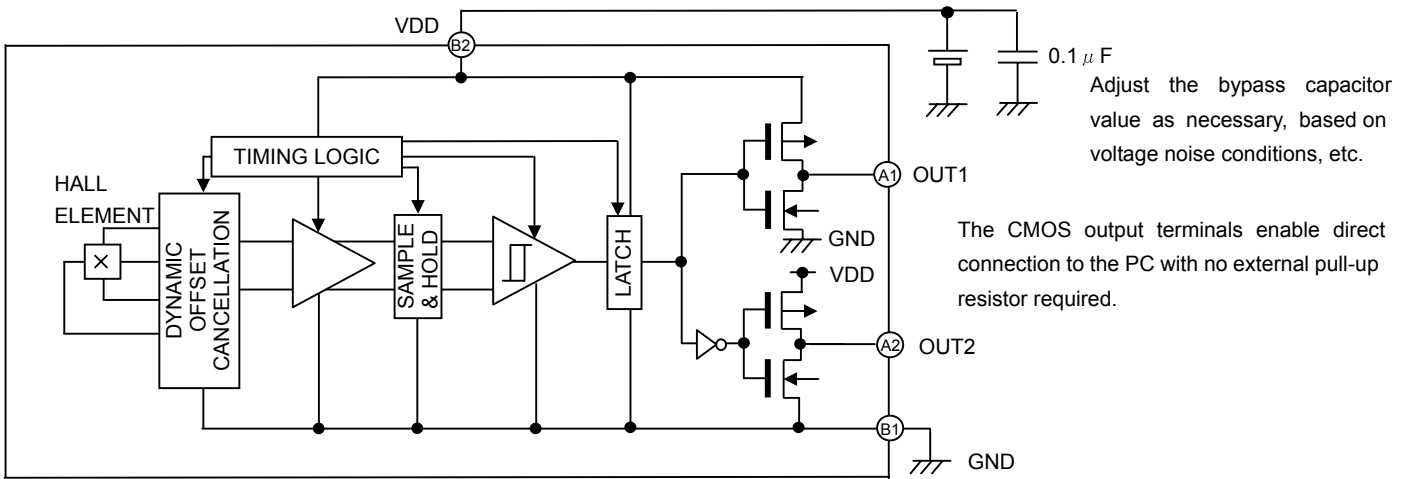 VDD
B2
0.1 μ F
Adjust the bypass capacitor
value as necessary, based on
voltage noise conditions, etc.
TIMING LOGIC
HALL
ELEMENT
×
DYNAMIC
OFFSET
CANCELLATION
SAMPLE
& HOLD
LATCH
A1 OUT1
GND
The CMOS output terminals enable direct
connection to the PC with no external pull-up
resistor required.
VDD
A2 OUT2
B1
GND